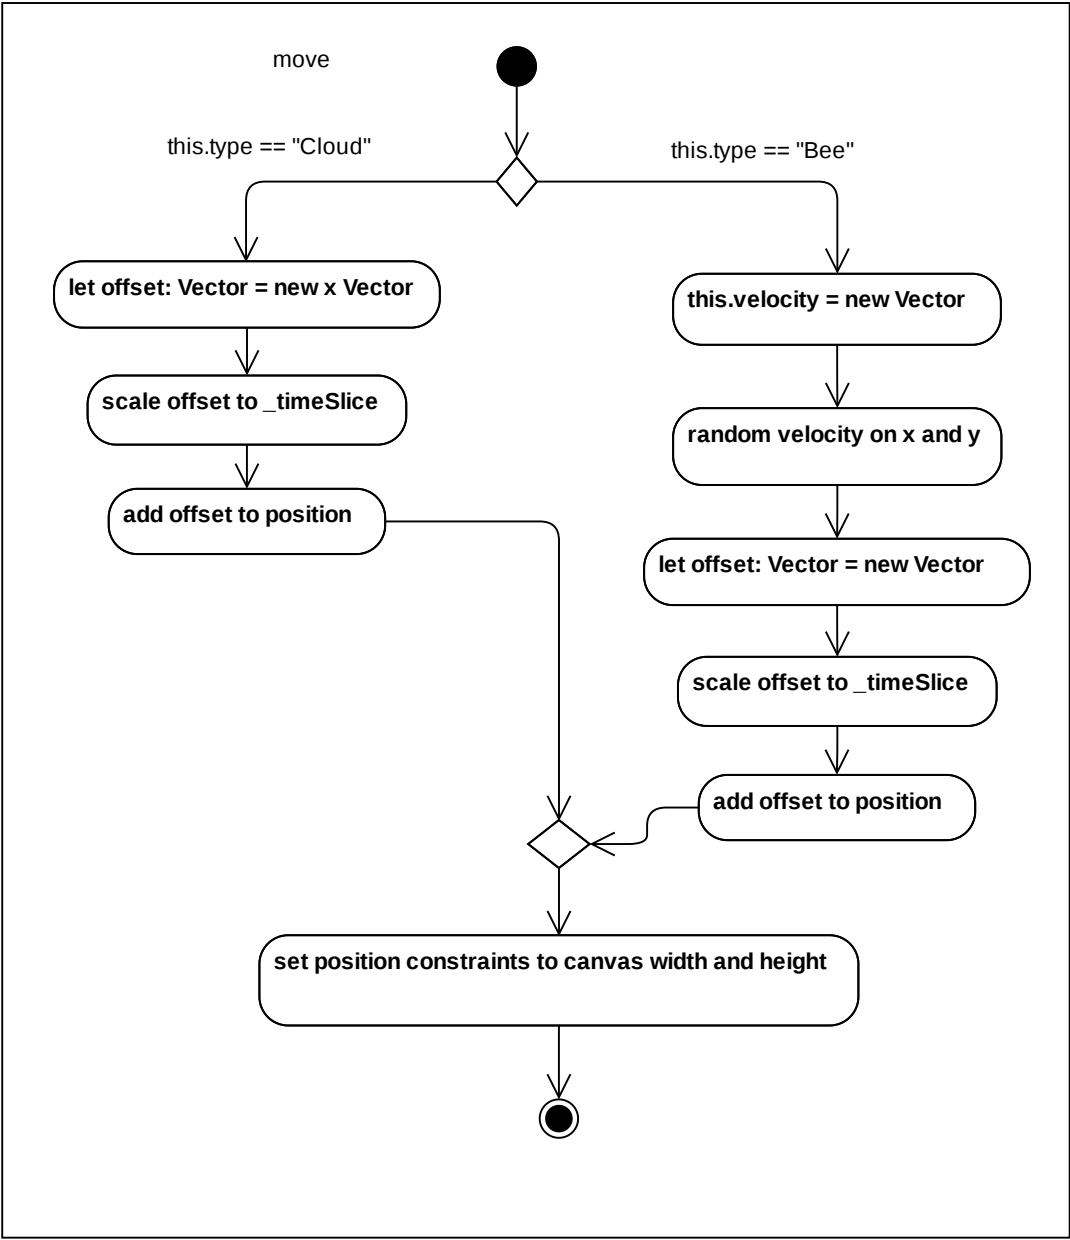 move
this.type == "Cloud"
this.type == "Bee"
let offset: Vector = new x Vector
scale offset to _timeSlice
add offset to position
this.velocity = new Vector
random velocity on x and y
let offset: Vector = new Vector
scale offset to _timeSlice
add offset to position
set position constraints to canvas width and height